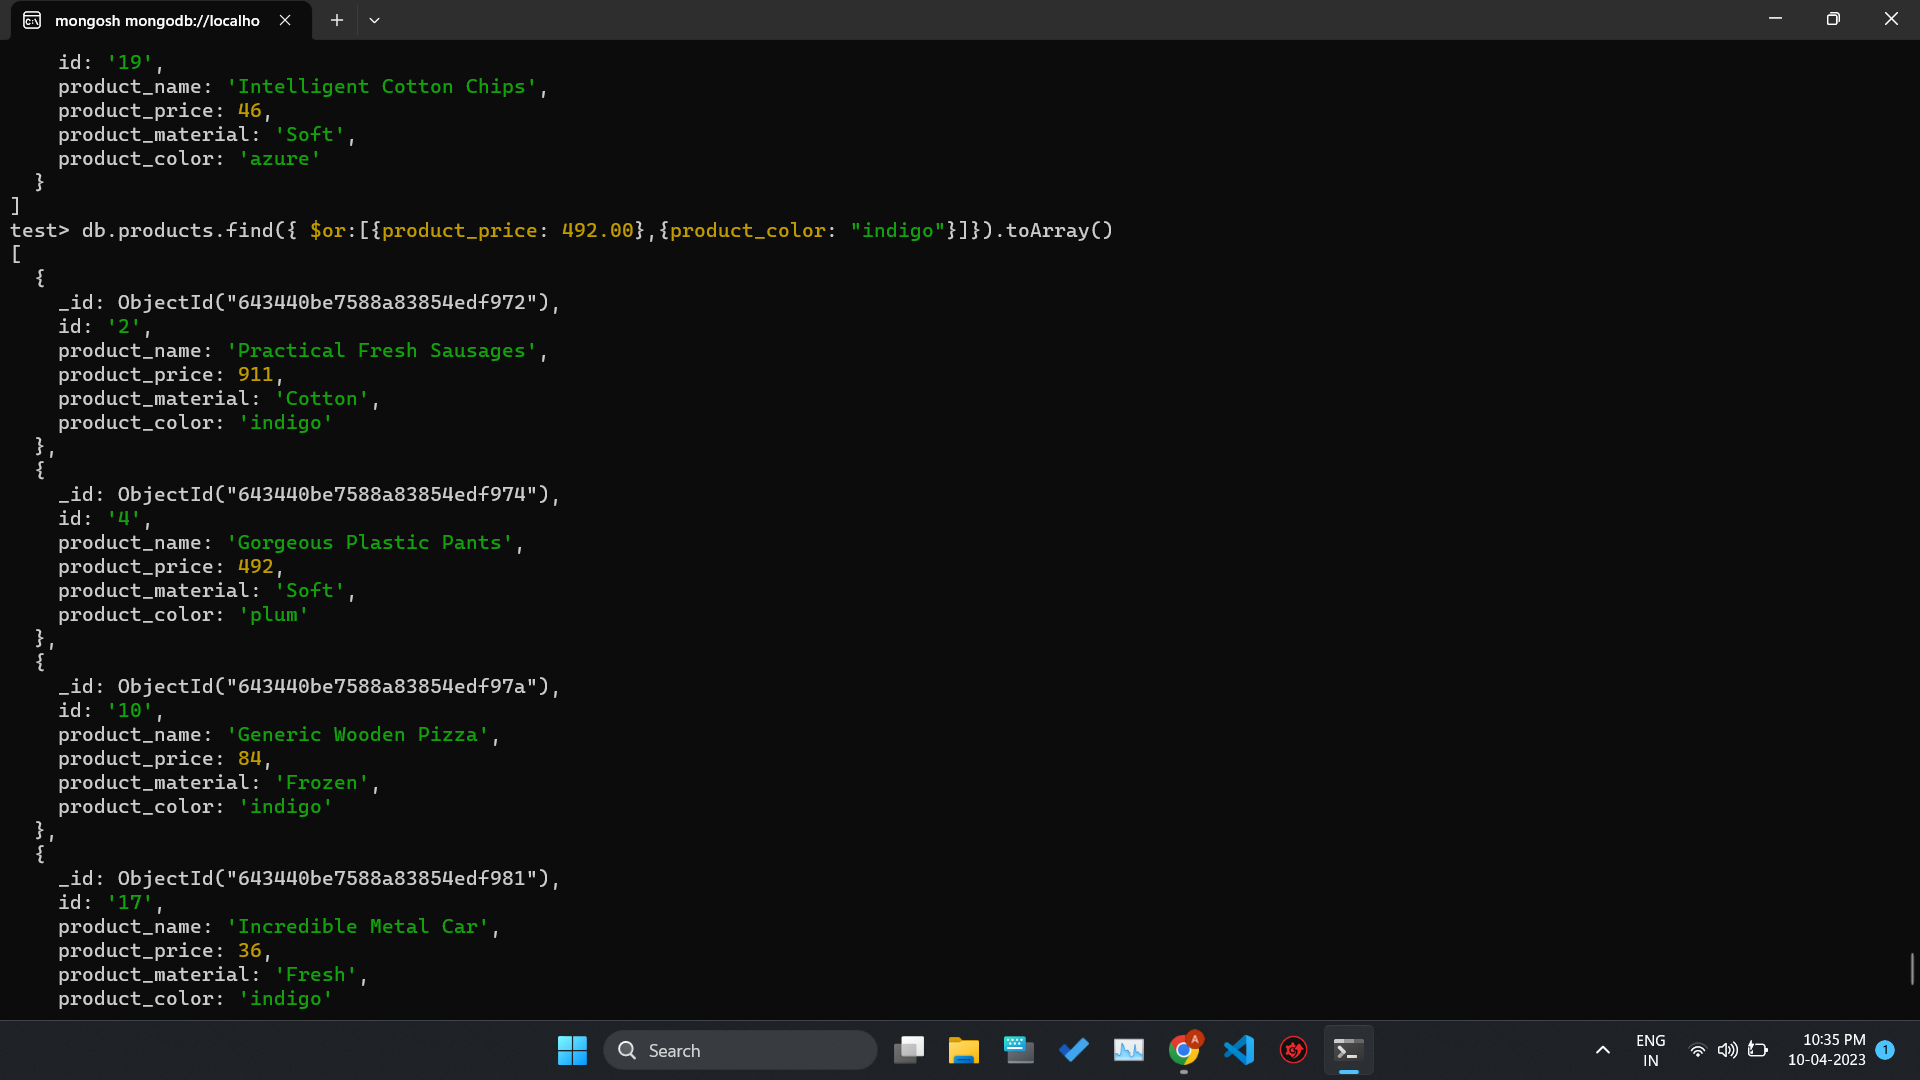 mongosh mongodb://localho
id: '19',
product_name: 'Intelligent Cotton Chips',
product_price: 46,
product_material: 'Soft',
product_color: 'azure'
}
]
test> db.products.find({ $or:[{product_price: 492.00},{product_color: "indigo"}]}).toArray()
[
{
_id: ObjectId("643440be7588a83854edf972"),
id: '2',
product_name: 'Practical Fresh Sausages',
product_price: 911,
product_material: 'Cotton',
product_color: 'indigo'
},
{
_id: ObjectId("643440be7588a83854edf974"),
id: '4',
product_name: 'Gorgeous Plastic Pants',
product_price: 492,
product_material: 'Soft',
product_color: 'plum'
},
{
_id: ObjectId("643440be7588a83854edf97a"),
id: '10',
product_name: 'Generic Wooden Pizza',
product_price: 84,
product_material: 'Frozen',
product_color: 'indigo'
},
{
_id: ObjectId("643440be7588a83854edf981"),
id: '17',
product_name: 'Incredible Metal Car',
product_price: 36,
product_material: 'Fresh',
product_color: 'indigo'
Search
A
ENG
IN
10:35 PM
10-04-2023
1